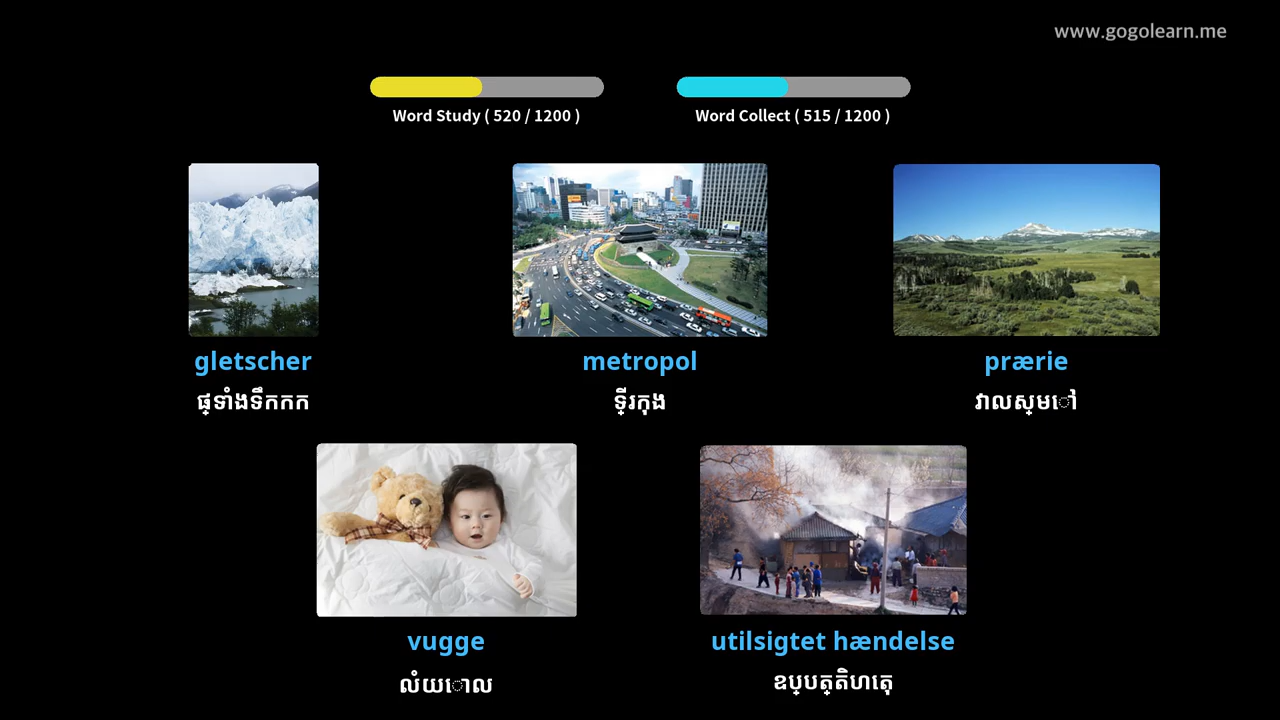 www.gogolearn.me
Word Study ( 520 / 1200 )
Word Collect ( 515 / 1200 )
gletscher
metropol
prærie
ផ្ទាំងទឹកកក
ទីរកុង
វាលស្មៅ
vugge
utilsigtet hændelse
លំយោល
ឧប្បត្តិហេតុ